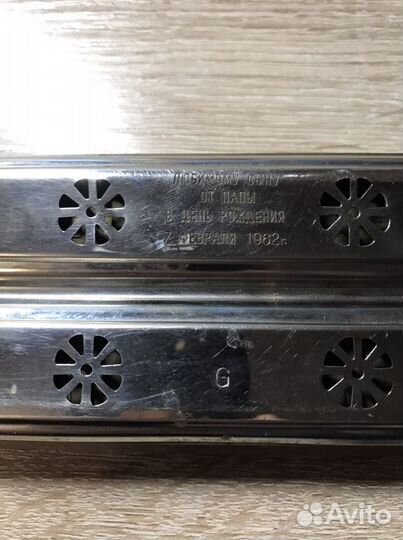 ЛЮБИМОМУ СЫНУ
ОТ ПАПЫ
В ДЕНЬ РОЖДЕНИЯ
7 ФЕВРАЛЯ 1962г.
G
Avito